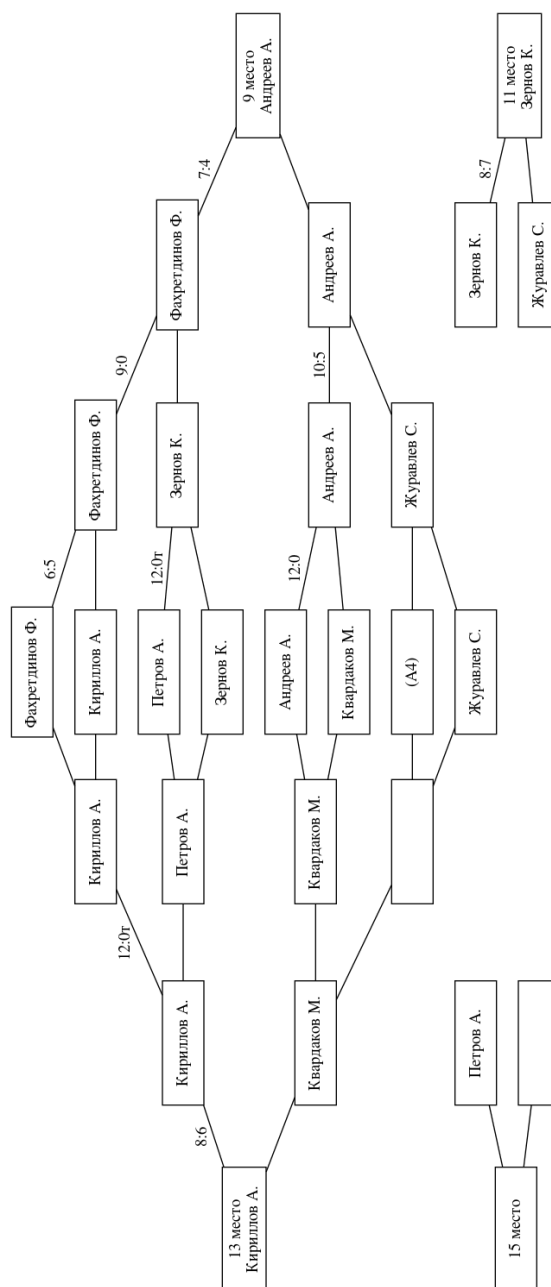 Фахретдинов Ф.
6:5
Кириллов А.
Кириллов А.
Фахретдинов Ф.
12:0т
9:0
Петров А.
12:0т
Кириллов А.
Петров А.
Зернов К.
Фахретдинов Ф.
8:6
7:4
Зернов К.
13 место
Кириллов А.
9 место
Андреев А.
Андреев А.
12:0
Квардаков М.
Квардаков М.
Андреев А.
10:5
Андреев А.
Квардаков М.
(А4)
Журавлев С.
Журавлев С.
Петров А.
Зернов К.
8:7
15 место
11 место
Зернов К.
Журавлев С.